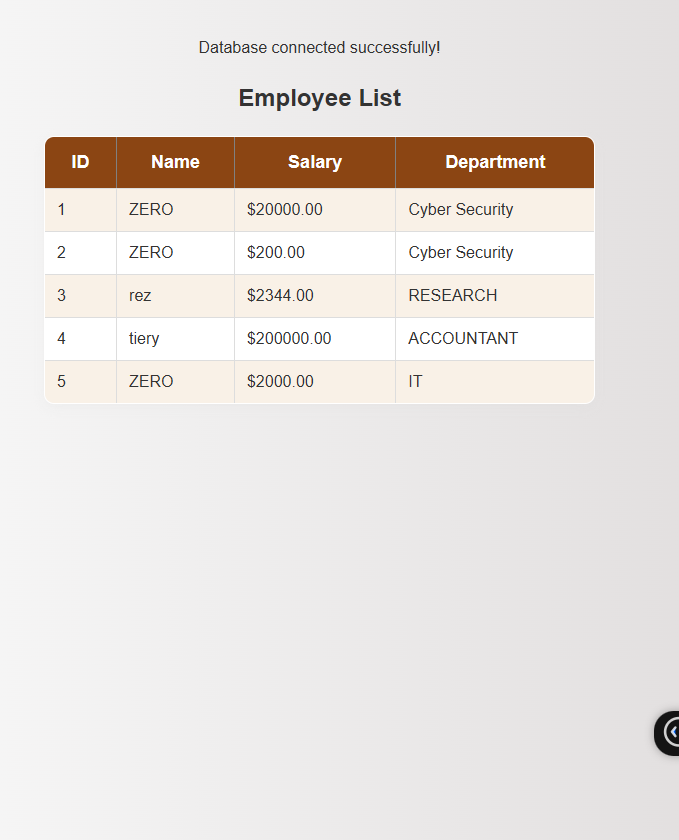 Database connected successfully!
Employee List
ID Name Salary Department
1 ZERO $20000.00 Cyber Security
2 ZERO $200.00 Cyber Security
3 rez $2344.00 RESEARCH
4 tiery $200000.00 ACCOUNTANT
5 ZERO $2000.00 IT